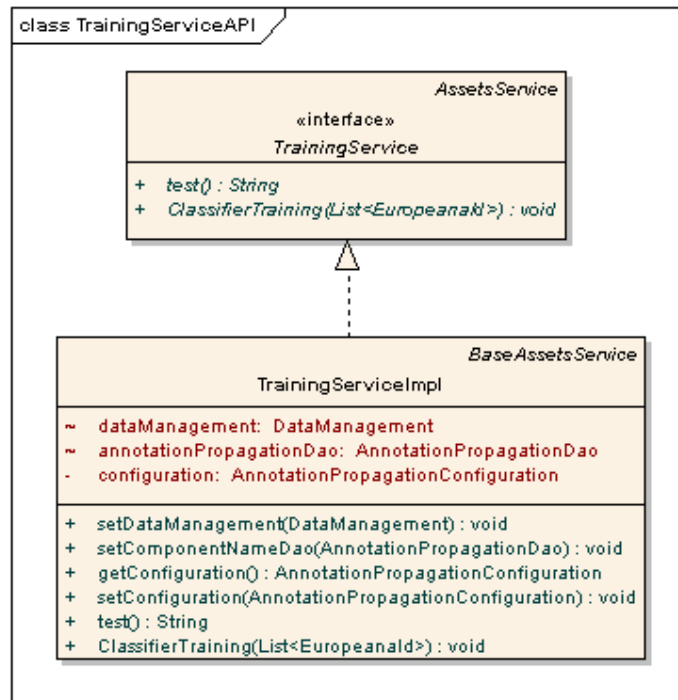 class TrainingServiceAPI
AssetsService
«interface»
TrainingService
+ test() : String
+ ClassifierTraining(List<EuropeanaId>) : void
BaseAssetsService
TrainingServiceImpl
~ dataManagement: DataManagement
~ annotationPropagationDao: AnnotationPropagationDao
- configuration: AnnotationPropagationConfiguration
+ setDataManagement(DataManagement) : void
+ setComponentNameDao(AnnotationPropagationDao) : void
+ getConfiguration() : AnnotationPropagationConfiguration
+ setConfiguration(AnnotationPropagationConfiguration) : void
+ test() : String
+ ClassifierTraining(List<EuropeanaId>) : void